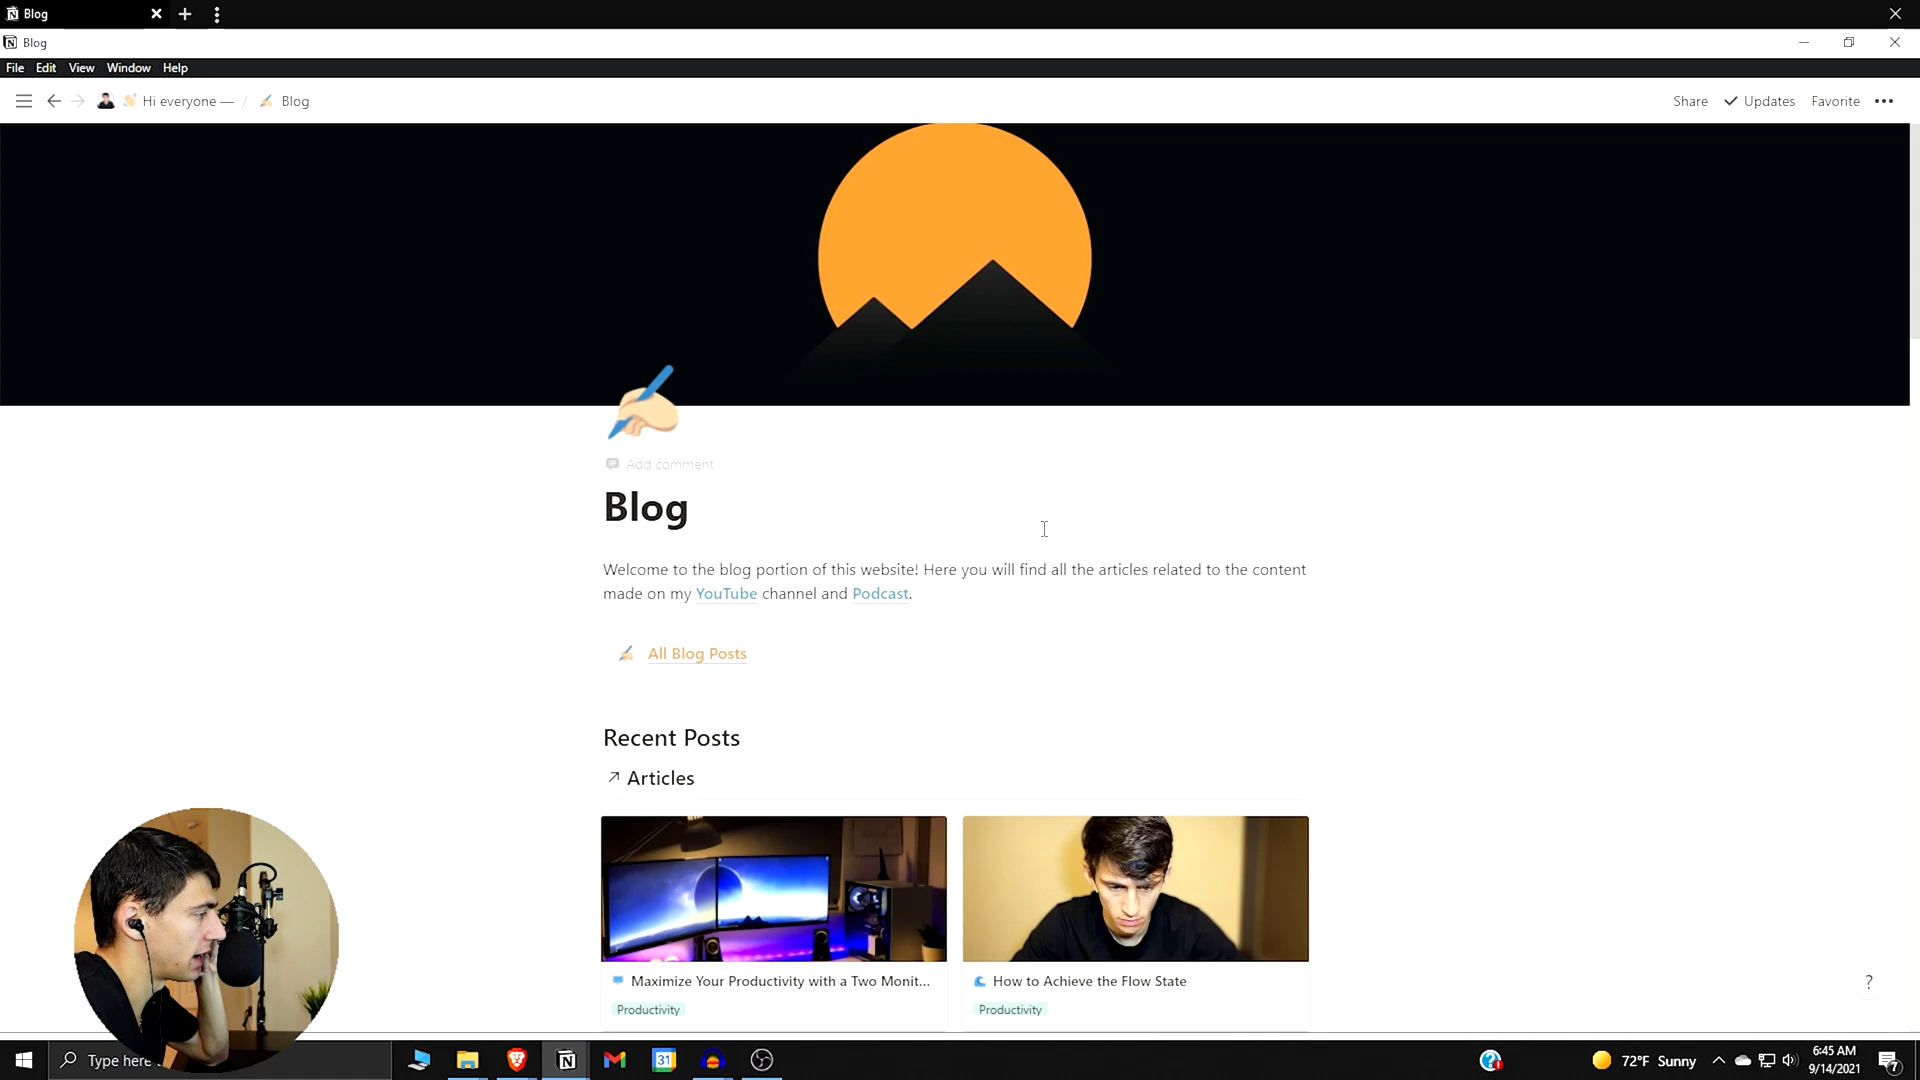 Blog
Blog
File Edit View Window Help
Hi everyone — / Blog
Share Updates Favorite
Add comment
Blog
Welcome to the blog portion of this website! Here you will find all the articles related to the content
made on my YouTube channel and Podcast.
All Blog Posts
Recent Posts
Articles
Maximize Your Productivity with a Two Monit...
Productivity
How to Achieve the Flow State
Productivity
?
Type here
31
72°F Sunny
6:45 AM
9/14/2021
7